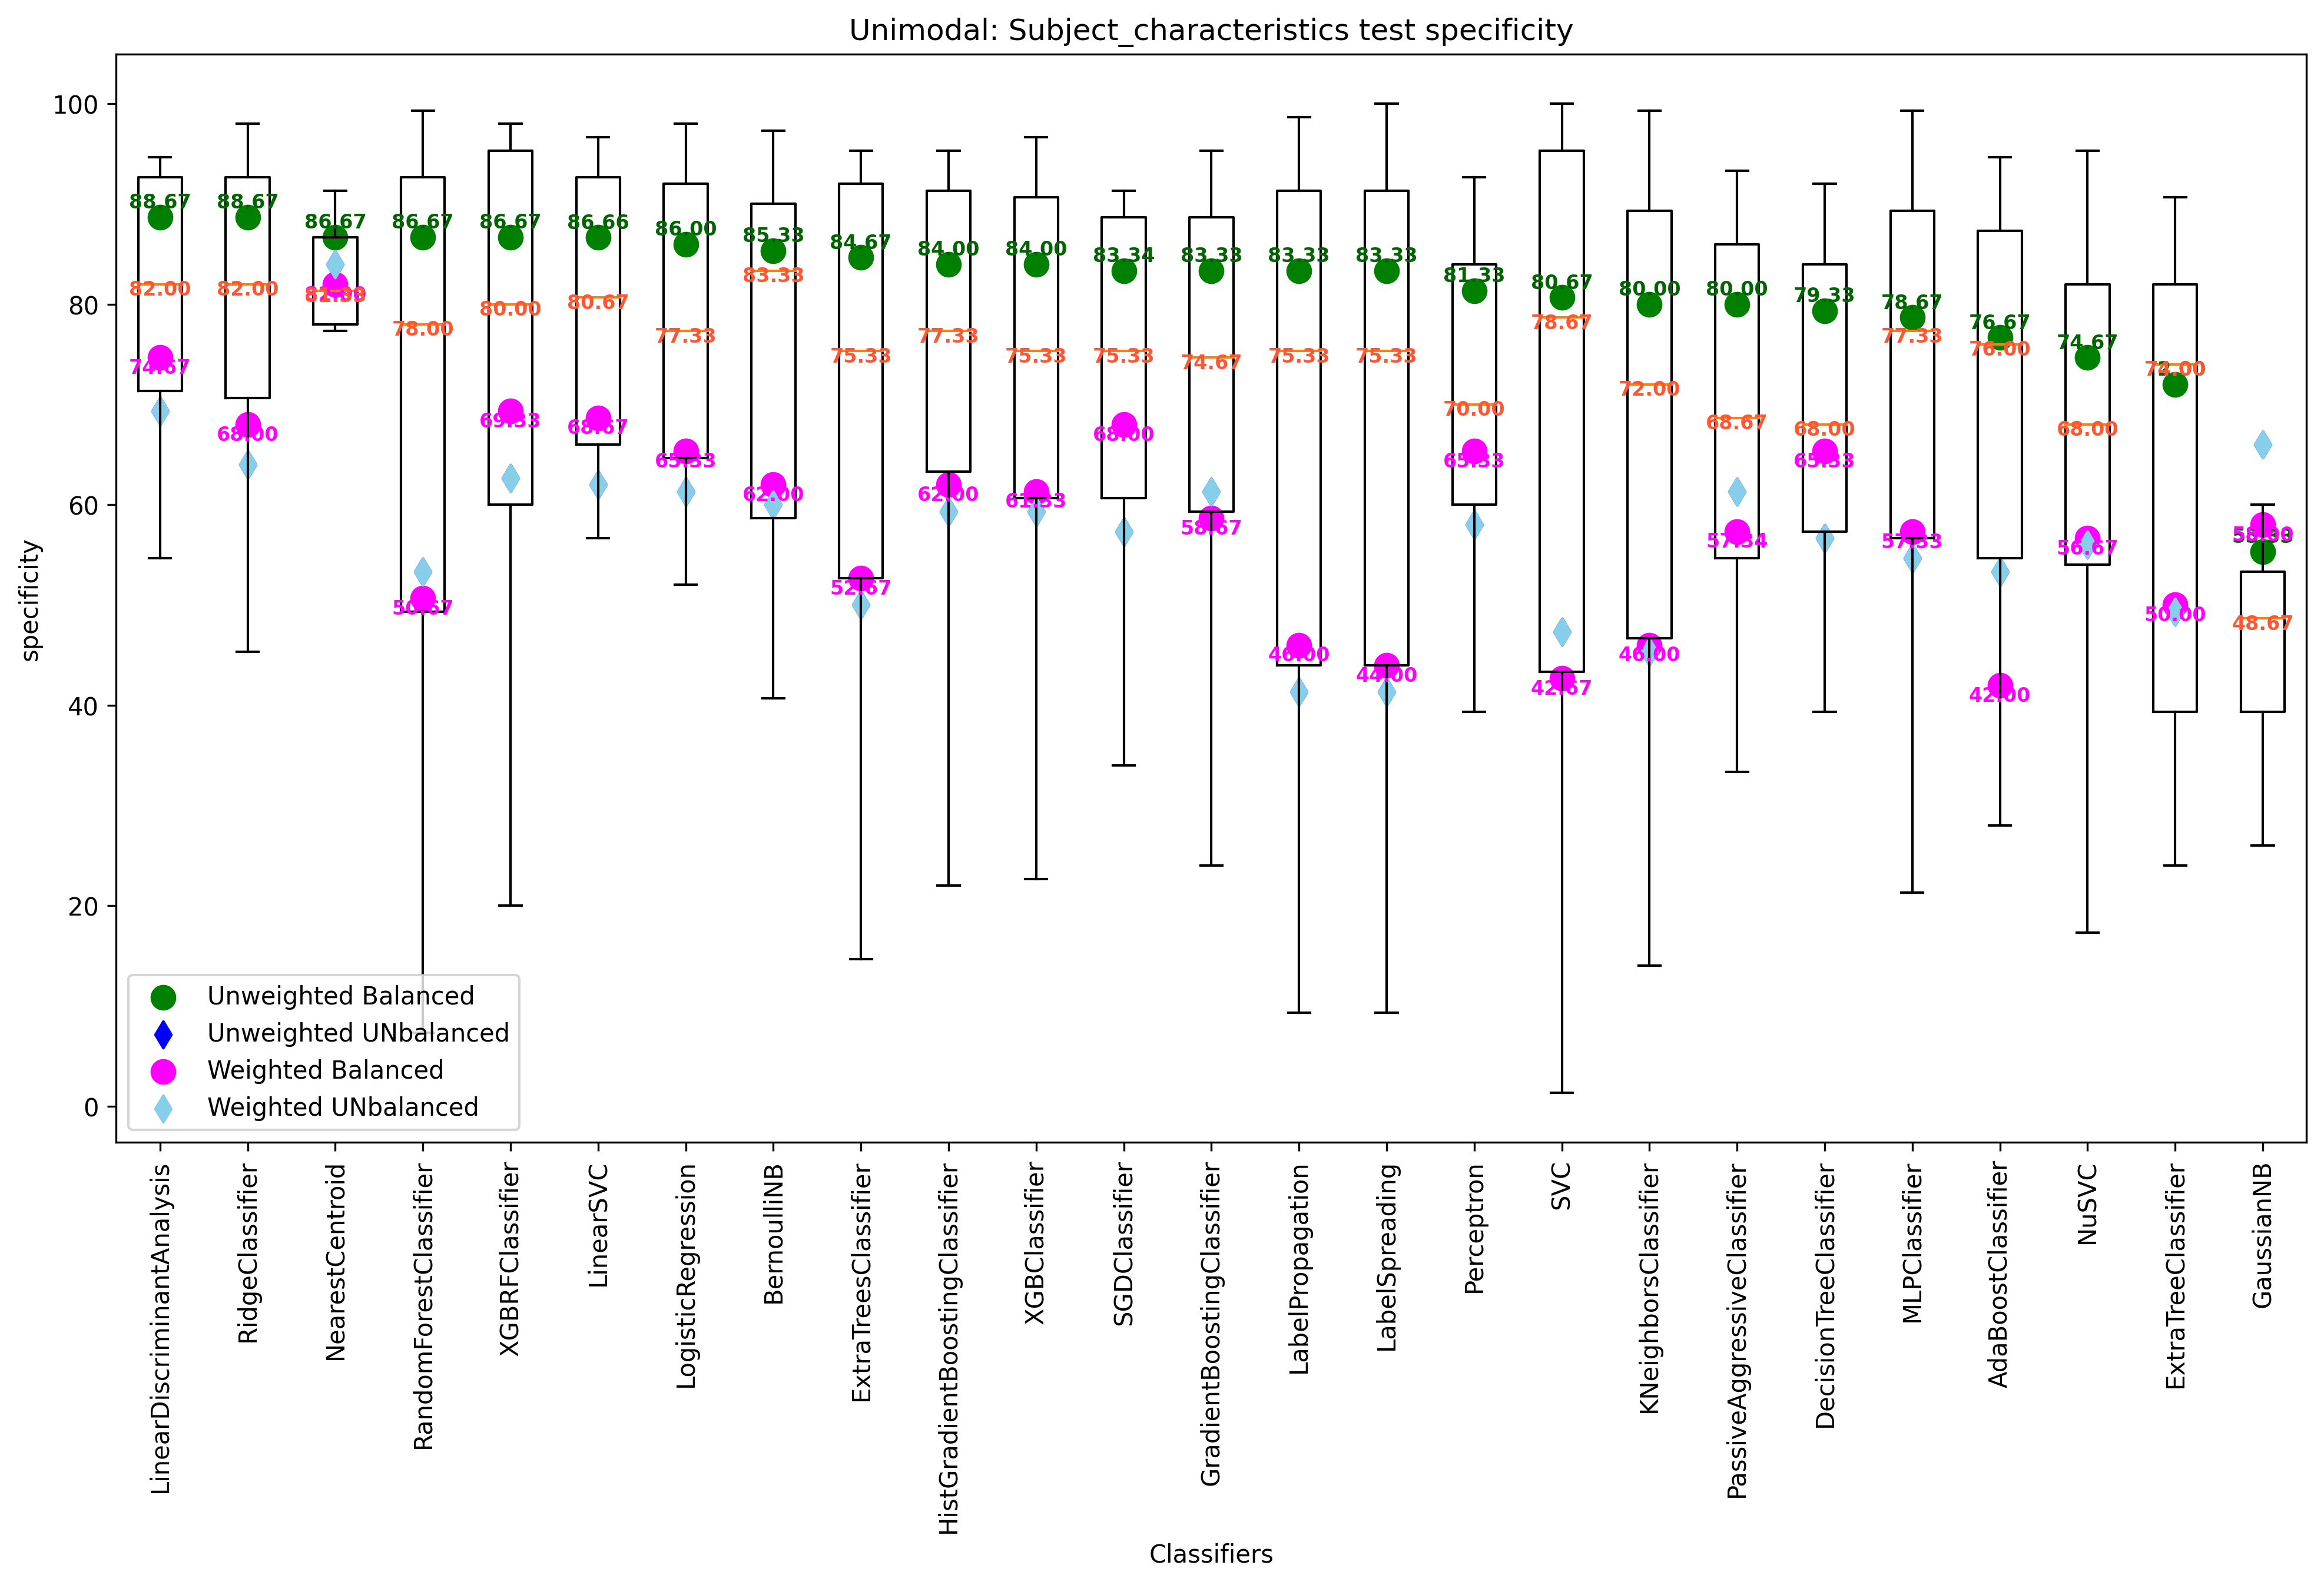 Unimodal: Subject_characteristics test specificity
specificity
100
80
60
40
20
0
88.67
82.00
74.67
88.67
82.00
68.00
86.67
86.67
78.00
50.67
86.67
80.00
69.33
86.66
80.67
68.67
86.00
77.33
65.33
85.33
83.33
62.00
84.67
75.33
52.67
84.00
77.33
62.00
84.00
75.33
61.33
83.34
75.33
68.00
83.33
74.67
58.67
83.33
75.33
46.00
83.33
75.33
44.00
81.33
70.00
65.33
80.67
78.67
42.67
80.00
72.00
46.00
80.00
68.67
57.34
79.33
68.00
65.33
78.67
77.33
57.33
76.67
76.00
42.00
74.67
68.00
56.67
74.00
50.00
48.67
Unweighted Balanced
Unweighted UNbalanced
Weighted Balanced
Weighted UNbalanced
LinearDiscriminantAnalysis
RidgeClassifier
NearestCentroid
RandomForestClassifier
XGBRFClassifier
LinearSVC
LogisticRegression
BernoulliNB
ExtraTreesClassifier
HistGradientBoostingClassifier
XGBClassifier
SGDClassifier
GradientBoostingClassifier
LabelPropagation
LabelSpreading
Perceptron
SVC
KNeighborsClassifier
PassiveAggressiveClassifier
DecisionTreeClassifier
MLPClassifier
AdaBoostClassifier
NuSVC
ExtraTreeClassifier
GaussianNB
Classifiers